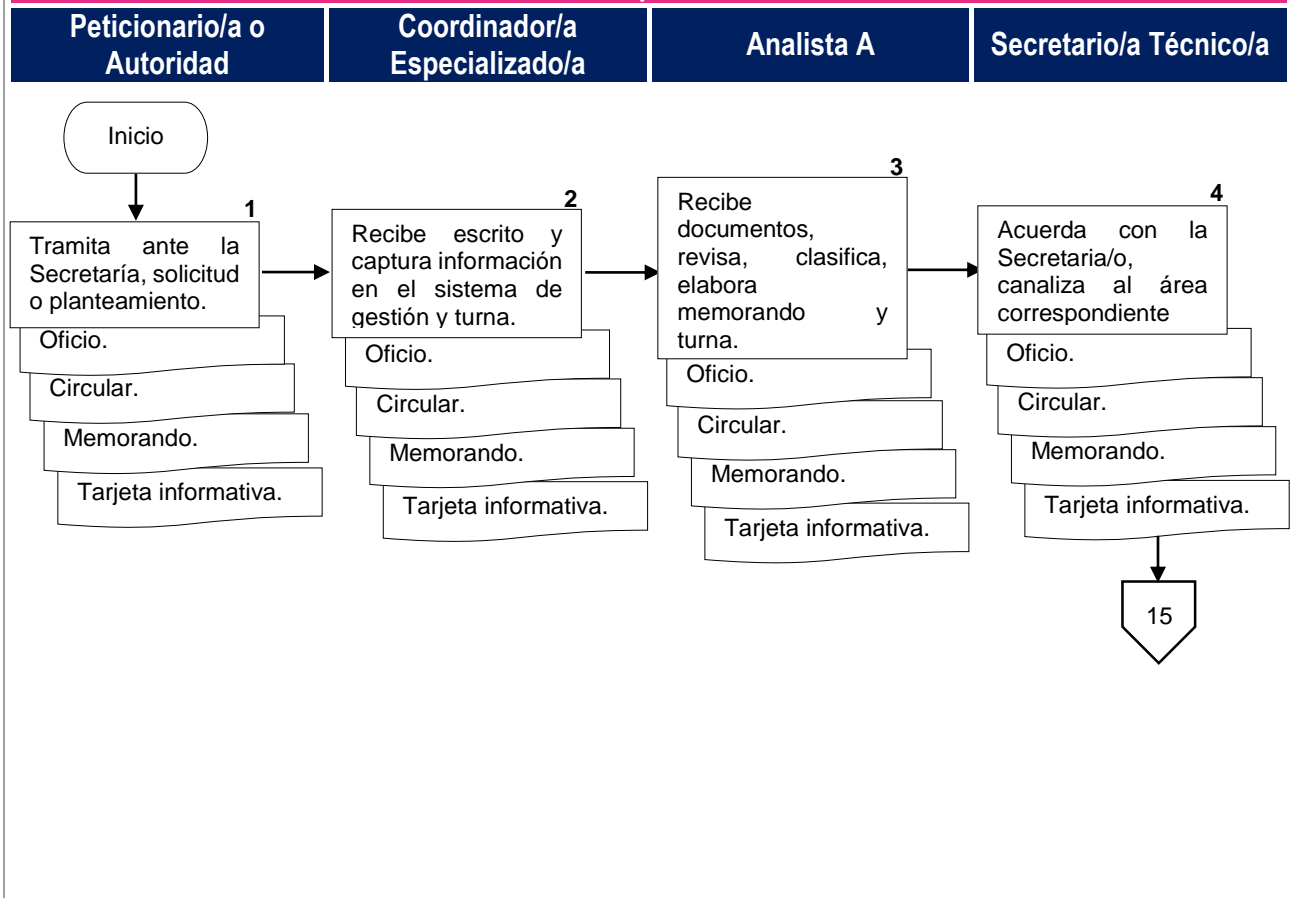 Peticionario/a o
Autoridad
Coordinador/a
Especializado/a
Analista A
Secretario/a Técnico/a
Inicio
1
Tramita ante la
Secretaría, solicitud
o planteamiento.
Oficio.
Circular.
Memorando.
Tarjeta informativa.
2
Recibe escrito y
captura información
en el sistema de
gestión y turna.
Oficio.
Circular.
Memorando.
Tarjeta informativa.
3
Recibe
documentos,
revisa, clasifica,
elabora
memorando y
turna.
Oficio.
Circular.
Memorando.
Tarjeta informativa.
4
Acuerda con la
Secretaria/o,
canaliza al área
correspondiente
Oficio.
Circular.
Memorando.
Tarjeta informativa.
15